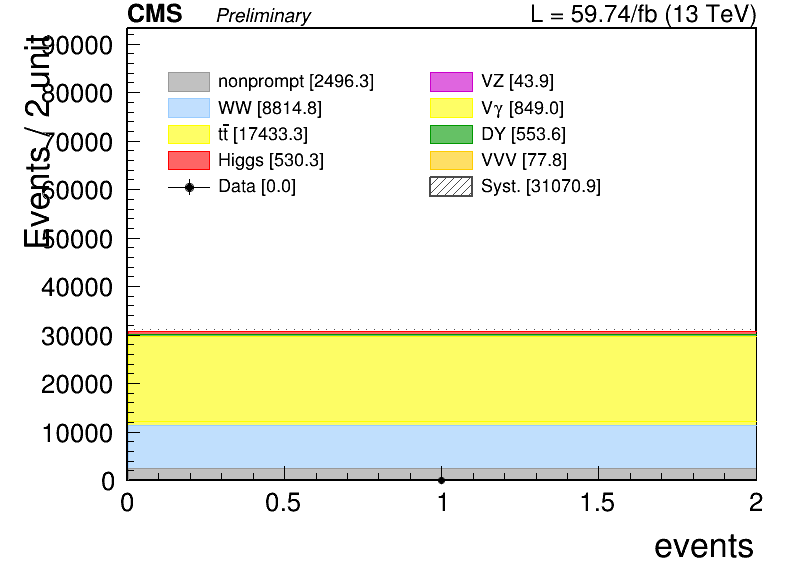 CMS Preliminary L = 59.74/fb (13 TeV)
Events / 2 unit
90000
80000
70000
60000
50000
40000
30000
20000
10000
0
nonprompt [2496.3] VZ [43.9]
WW [8814.8] Vγ [849.0]
tt̄ [17433.3] DY [553.6]
Higgs [530.3] VVV [77.8]
Data [0.0] Syst. [31070.9]
0 0.5 1 1.5 2
events